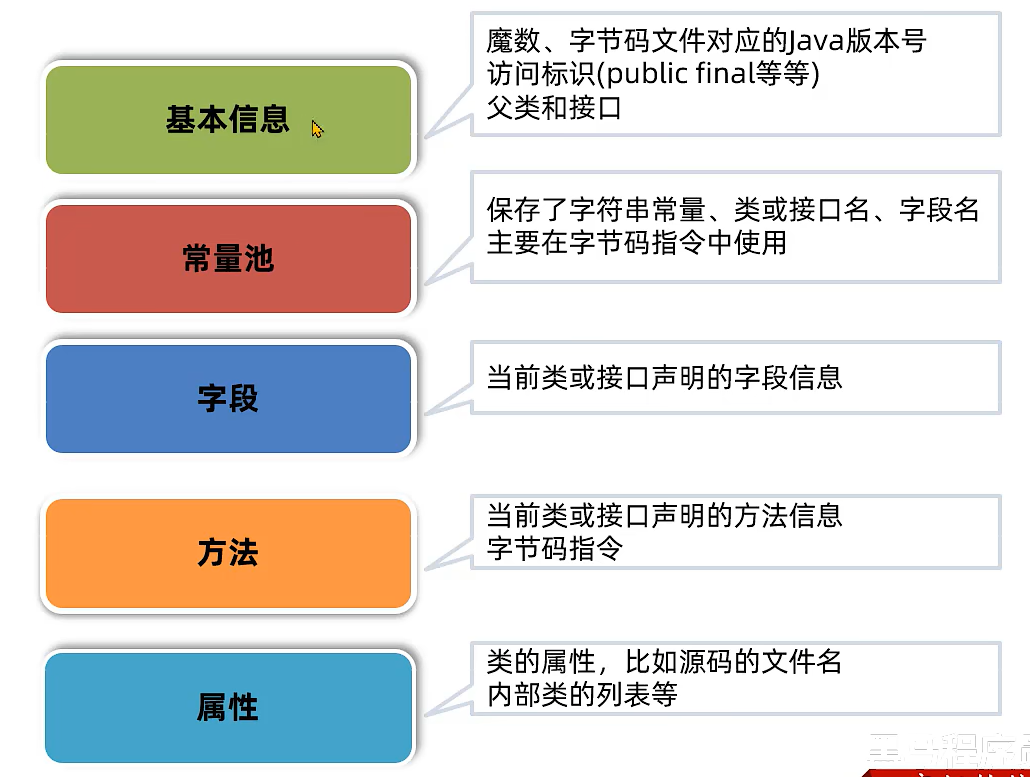 魔数、字节码文件对应的Java版本号
访问标识(public final等等)
父类和接口
基本信息
保存了字符串常量、类或接口名、字段名
主要在字节码指令中使用
常量池
当前类或接口声明的字段信息
字段
当前类或接口声明的方法信息
字节码指令
方法
类的属性，比如源码的文件名
内部类的列表等
属性